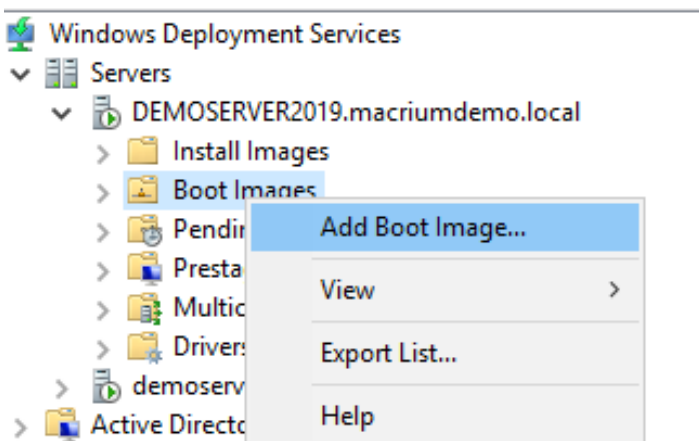 Windows Deployment Services
Servers
DEMOSERVER2019.macriumdemo.local
Install Images
Boot Images
Add Boot Image...
View
Export List...
Help